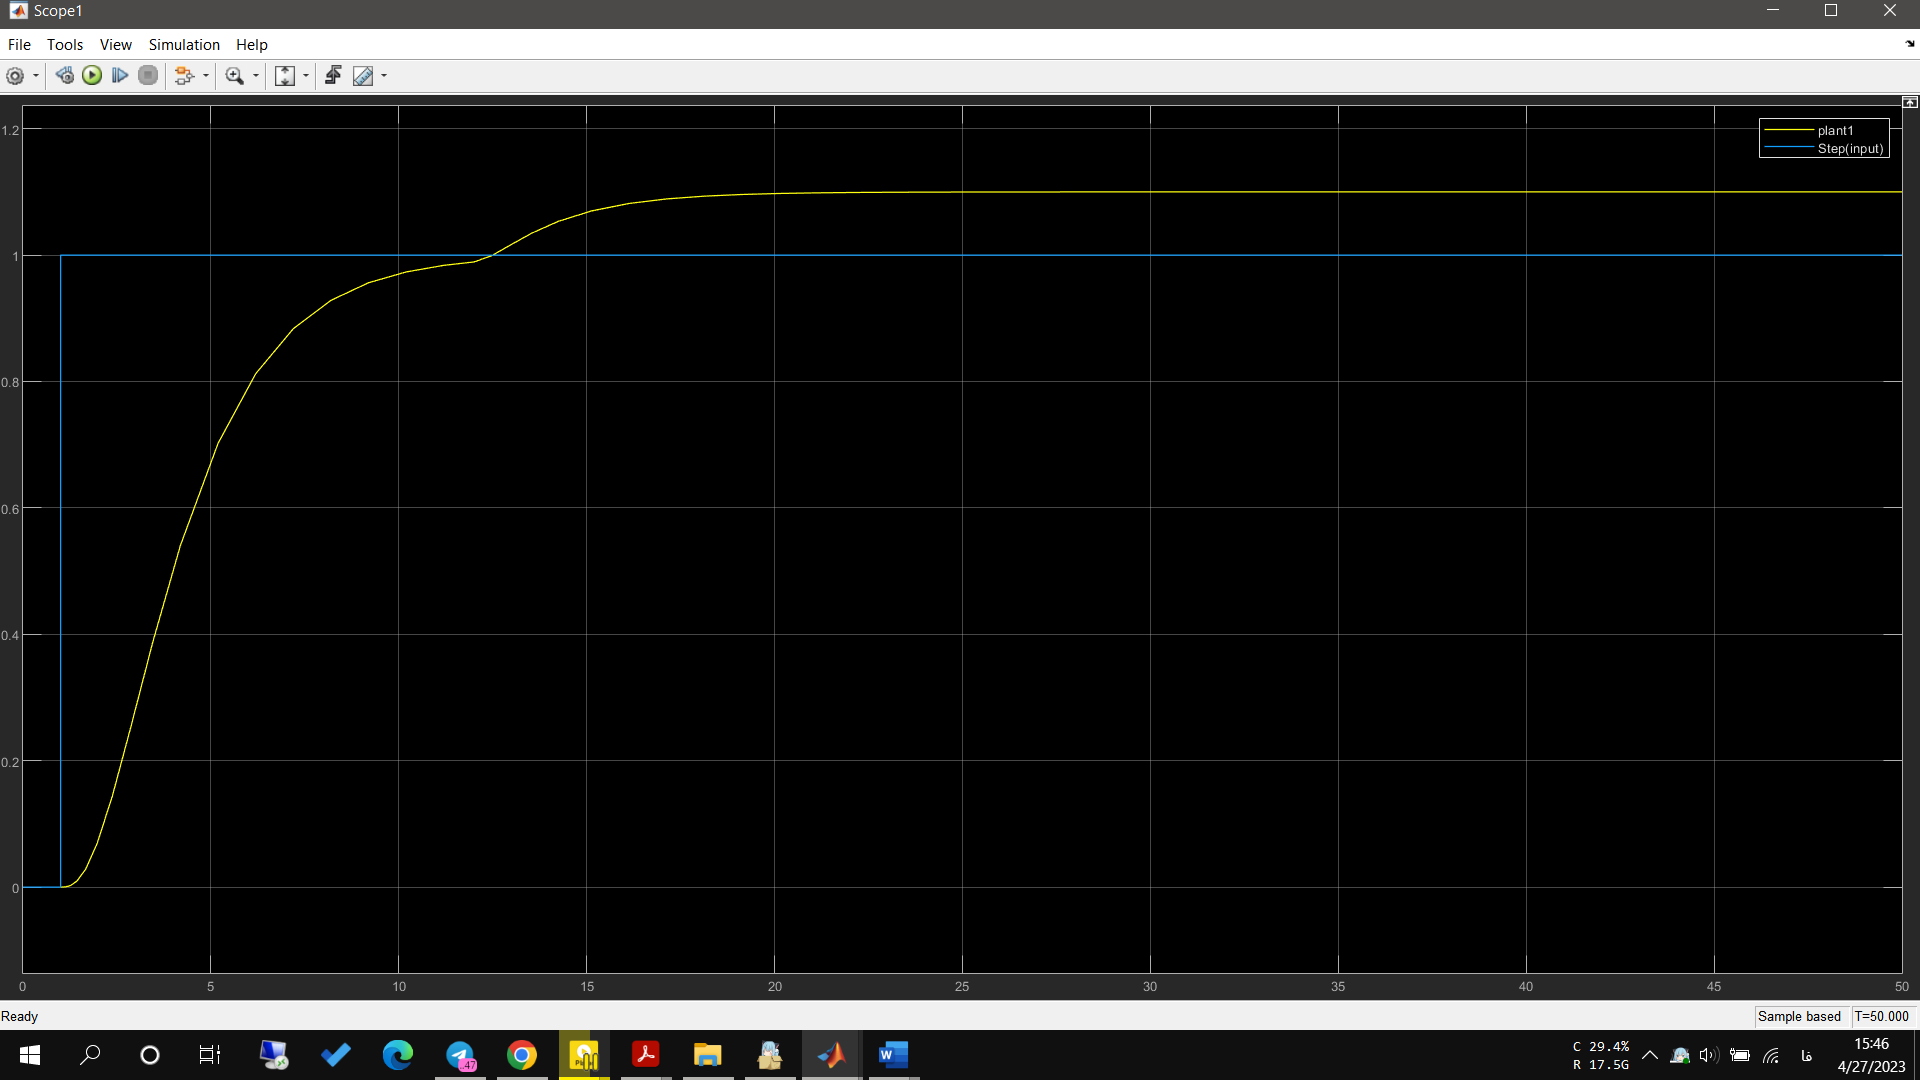 Scope1
File Tools View Simulation Help
plant1
Step(input)
1.2
1
0.8
0.6
0.4
0.2
0
0 5 10 15 20 25 30 35 40 45 50
Ready
Sample based T=50.000
..47
C 29.4%
R 17.5G
فا
15:46
4/27/2023